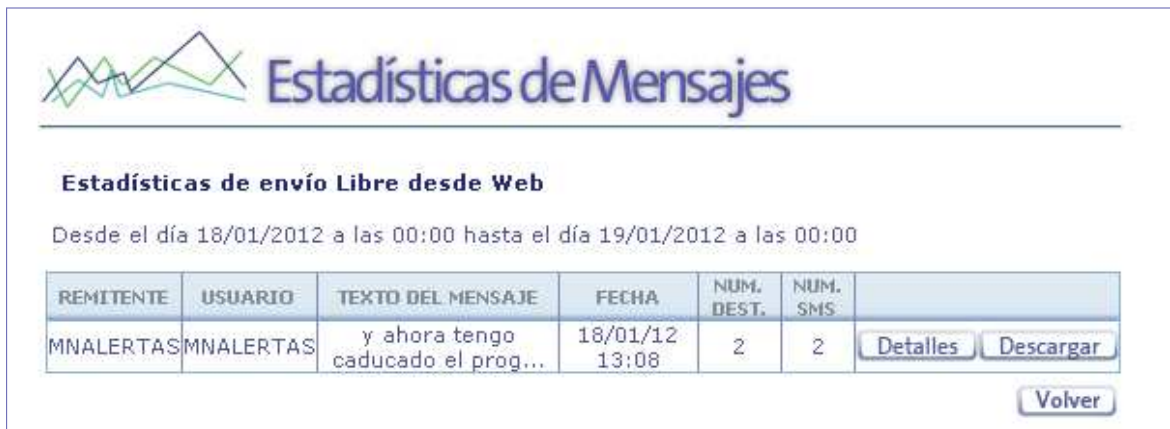 Estadísticas de Mensajes
Estadísticas de envío Libre desde Web
Desde el día 18/01/2012 a las 00:00 hasta el día 19/01/2012 a las 00:00
REMITENTE USUARIO TEXTO DEL MENSAJE FECHA NUM. DEST. NUM. SMS
MNALERTAS MNALERTAS y ahora tengo caducado el prog... 18/01/12 13:08 2 2 Detalles Descargar
Volver